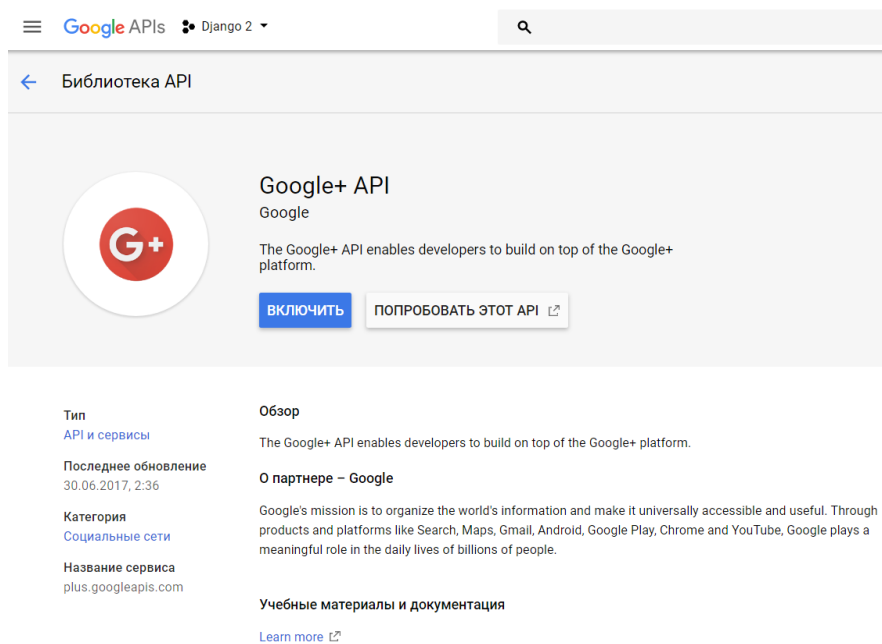 Google APIs Django 2
Библиотека API
G+
Google+ API
Google
The Google+ API enables developers to build on top of the Google+
platform.
ВКЛЮЧИТЬ ПОПРОБОВАТЬ ЭТОТ API
Тип
API и сервисы
Последнее обновление
30.06.2017, 2:36
Категория
Социальные сети
Название сервиса
plus.googleapis.com
Обзор
The Google+ API enables developers to build on top of the Google+ platform.
О партнере – Google
Google's mission is to organize the world's information and make it universally accessible and useful. Through
products and platforms like Search, Maps, Gmail, Android, Google Play, Chrome and YouTube, Google plays a
meaningful role in the daily lives of billions of people.
Учебные материалы и документация
Learn more